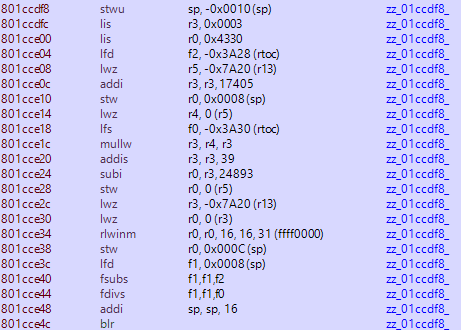 801ccdf8 stwu sp, -0x0010 (sp) zz_01ccdf8_
801ccdfc lis r3, 0x0003 zz_01ccdf8_
801cce00 lis r0, 0x4330 zz_01ccdf8_
801cce04 lfd f2, -0x3A28 (rtoc) zz_01ccdf8_
801cce08 lwz r5, -0x7A20 (r13) zz_01ccdf8_
801cce0c addi r3, r3, 17405 zz_01ccdf8_
801cce10 stw r0, 0x0008 (sp) zz_01ccdf8_
801cce14 lwz r4, 0 (r5) zz_01ccdf8_
801cce18 lfs f0, -0x3A30 (rtoc) zz_01ccdf8_
801cce1c mullw r3, r4, r3 zz_01ccdf8_
801cce20 addis r3, r3, 39 zz_01ccdf8_
801cce24 subi r0, r3, 24893 zz_01ccdf8_
801cce28 stw r0, 0 (r5) zz_01ccdf8_
801cce2c lwz r3, -0x7A20 (r13) zz_01ccdf8_
801cce30 lwz r0, 0 (r3) zz_01ccdf8_
801cce34 rlwinm r0, r0, 16, 16, 31 (ffff0000) zz_01ccdf8_
801cce38 stw r0, 0x000C (sp) zz_01ccdf8_
801cce3c lfd f1, 0x0008 (sp) zz_01ccdf8_
801cce40 fsubs f1,f1,f2 zz_01ccdf8_
801cce44 fdivs f1,f1,f0 zz_01ccdf8_
801cce48 addi sp, sp, 16 zz_01ccdf8_
801cce4c blr zz_01ccdf8_